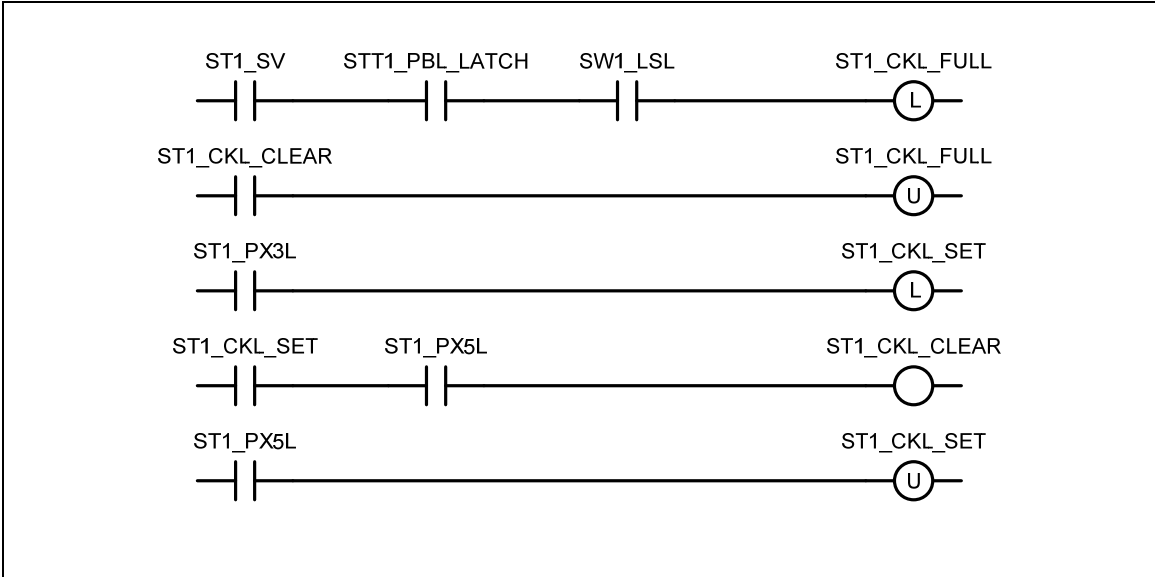 ST1_SV STT1_PBL_LATCH SW1_LSL ST1_CKL_FULL
L
ST1_CKL_CLEAR ST1_CKL_FULL
U
ST1_PX3L ST1_CKL_SET
L
ST1_CKL_SET ST1_PX5L ST1_CKL_CLEAR
ST1_PX5L ST1_CKL_SET
U